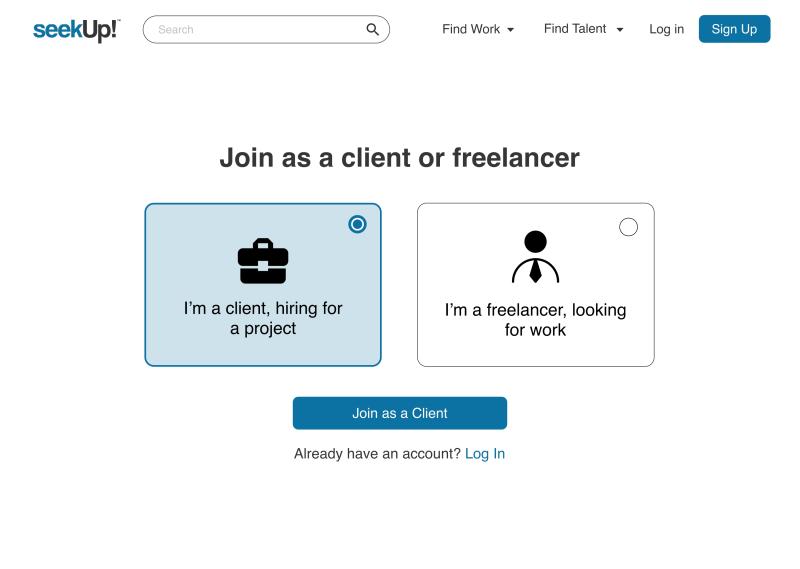 seekUp!™ Search Find Work Find Talent Log in Sign Up
Join as a client or freelancer
I'm a client, hiring for
a project
I'm a freelancer, looking
for work
Join as a Client
Already have an account? Log In